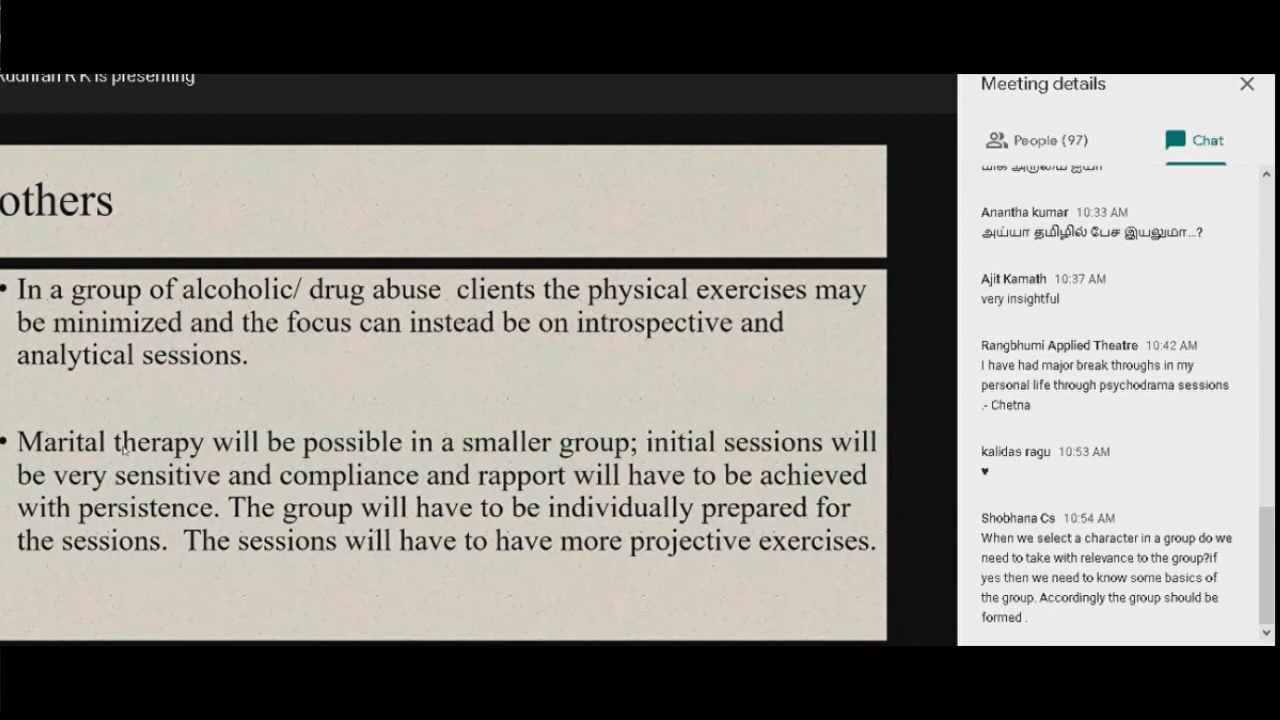 Rudhran R K is presenting
others
• In a group of alcoholic/ drug abuse clients the physical exercises may
be minimized and the focus can instead be on introspective and
analytical sessions.
• Marital therapy will be possible in a smaller group; initial sessions will
be very sensitive and compliance and rapport will have to be achieved
with persistence. The group will have to be individually prepared for
the sessions. The sessions will have to have more projective exercises.
Meeting details
People (97)
Chat
Anantha kumar 10:33 AM
அய்யா தமிழில் பேச இயலுமா...?
Ajit Kamath 10:37 AM
very insightful
Rangbhumi Applied Theatre 10:42 AM
I have had major break throughs in my
personal life through psychodrama sessions
.- Chetna
kalidas ragu 10:53 AM
♥
Shobhana Cs 10:54 AM
When we select a character in a group do we
need to take with relevance to the group?if
yes then we need to know some basics of
the group. Accordingly the group should be
formed .